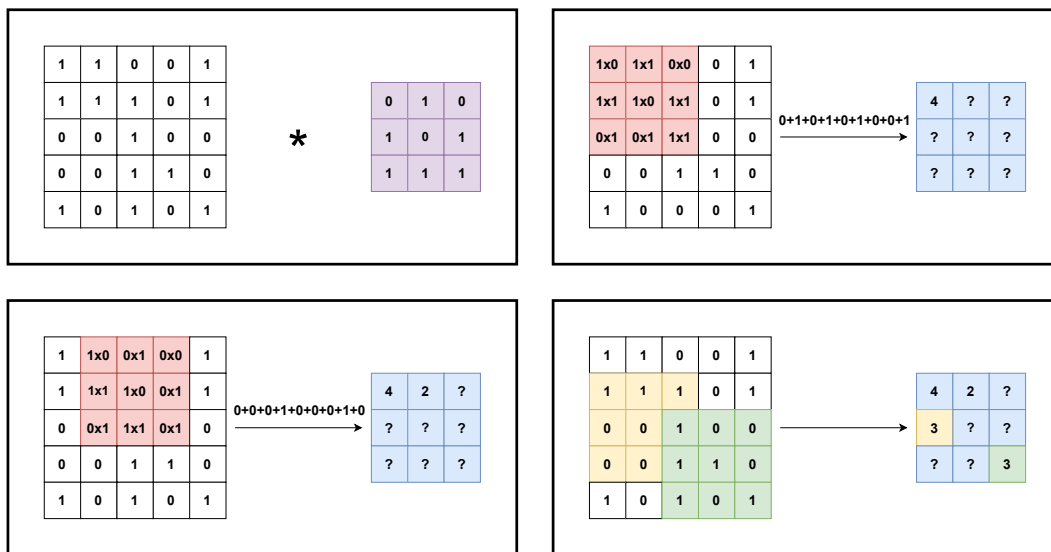 1 1 0 0 1
1 1 1 0 1
0 0 1 0 0
0 0 1 1 0
1 0 1 0 1
*
0 1 0
1 0 1
1 1 1
1x0 1x1 0x0 0 1
1x1 1x0 1x1 0 1
0x1 0x1 1x1 0 0
0 0 1 1 0
1 0 0 0 1
0+1+0+1+0+1+0+0+1
4 ? ?
? ? ?
? ? ?
1 1x0 0x1 0x0 1
1 1x1 1x0 0x1 1
0 0x1 1x1 0x1 0
0 0 1 1 0
1 0 1 0 1
0+0+0+1+0+0+0+1+0
4 2 ?
? ? ?
? ? ?
1 1 0 0 1
1 1 1 0 1
0 0 1 0 0
0 0 1 1 0
1 0 1 0 1
4 2 ?
3 ? ?
? ? 3